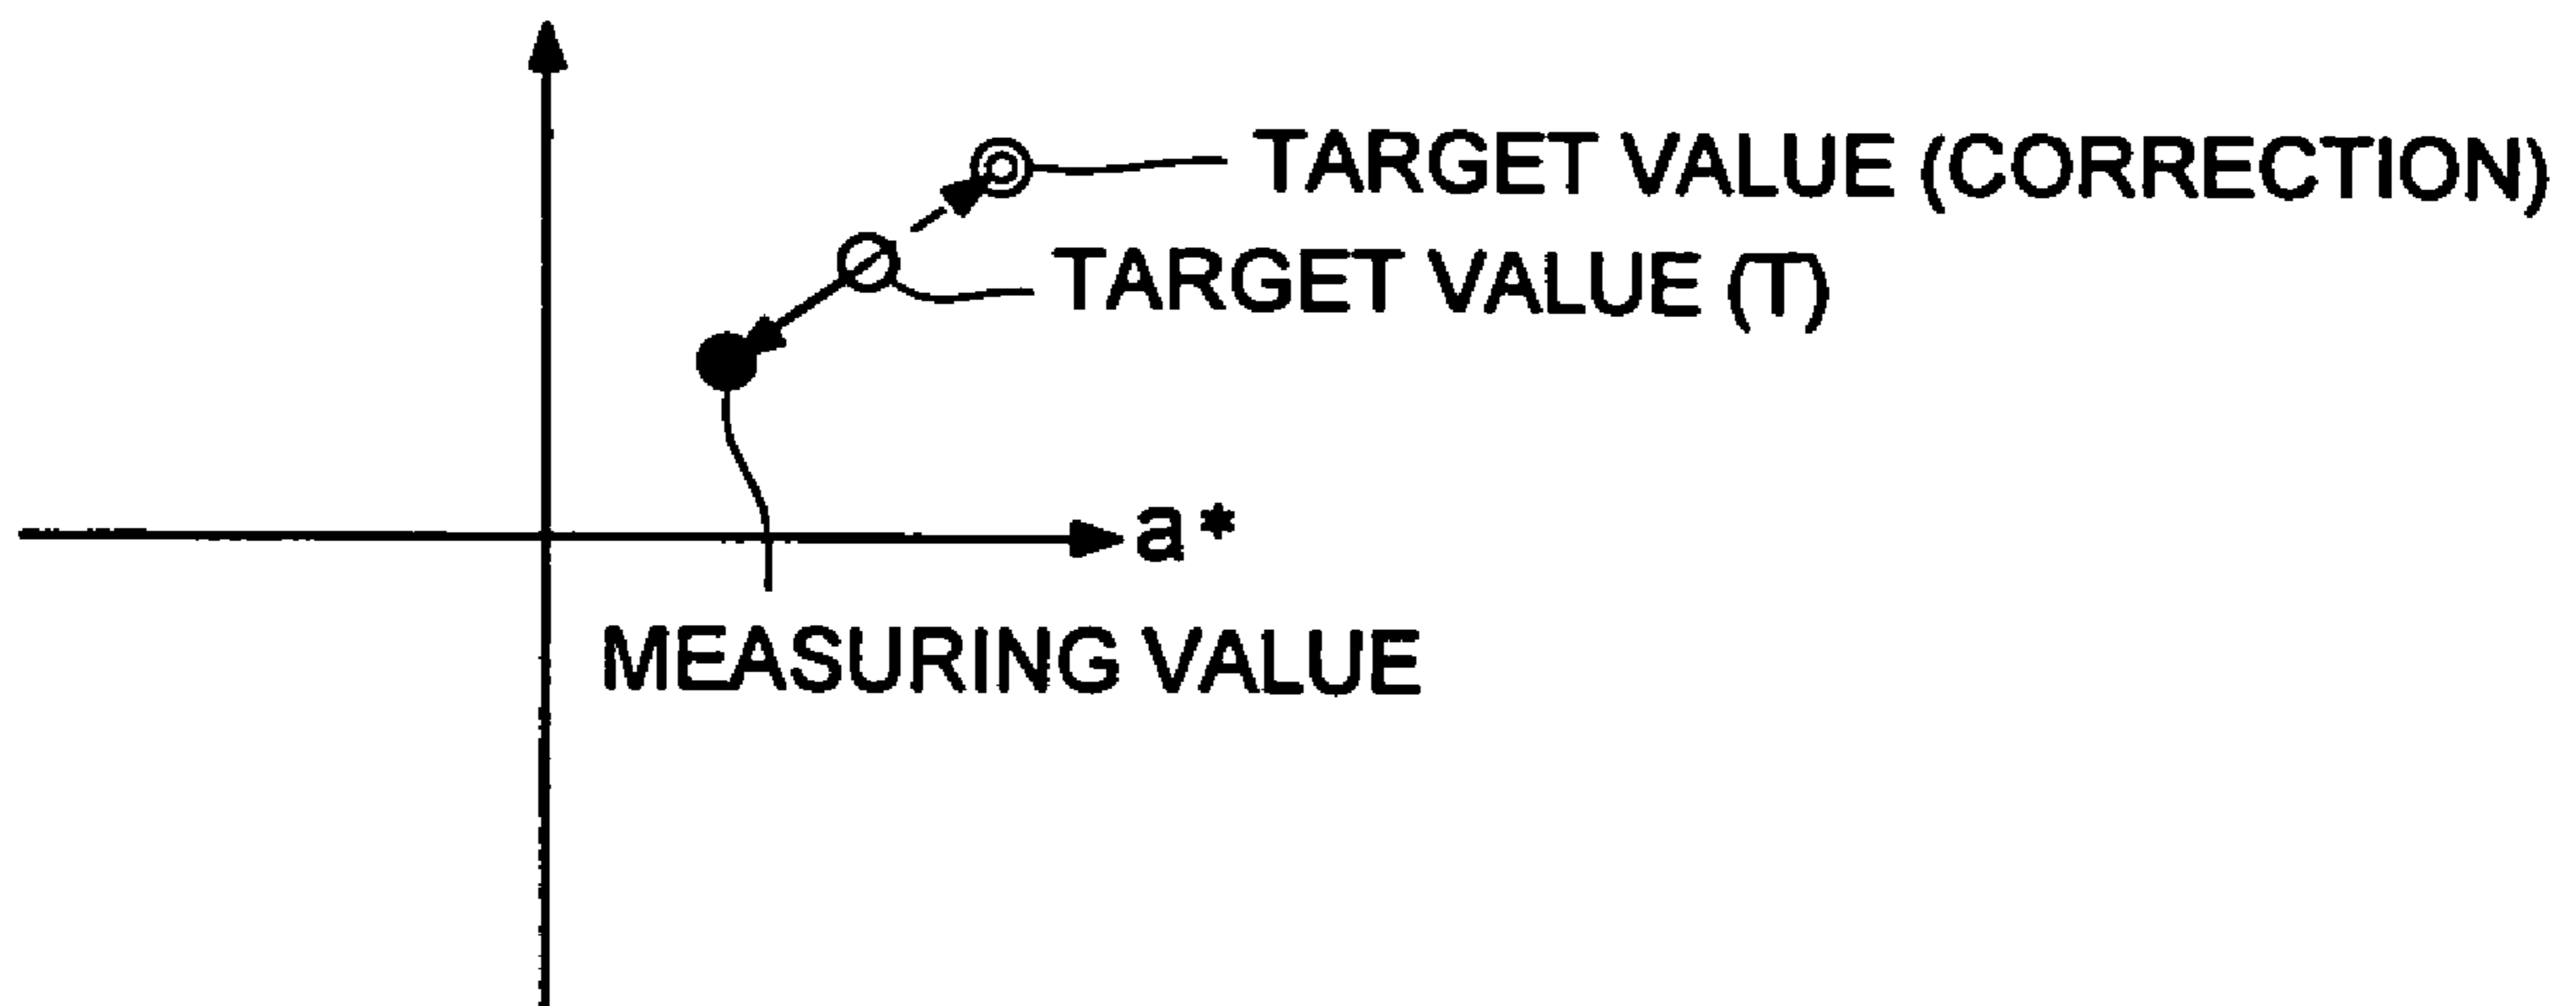 TARGET VALUE (CORRECTION)
TARGET VALUE (T)
a*
MEASURING VALUE